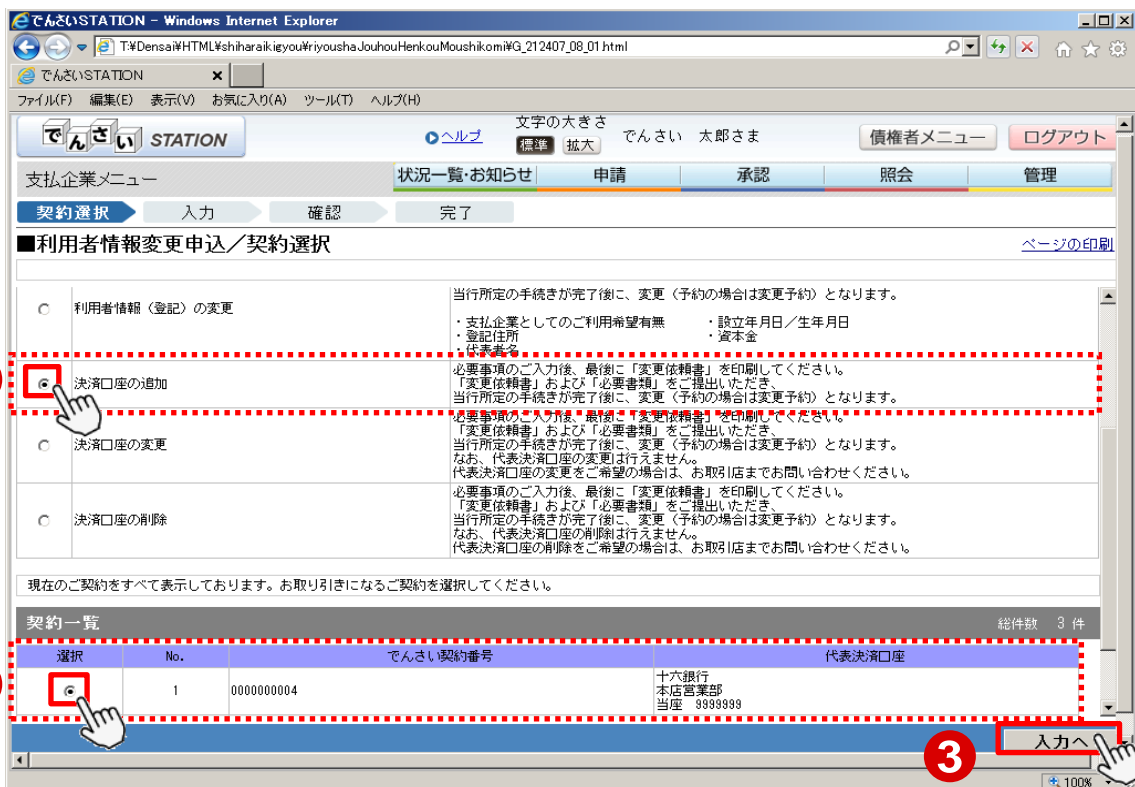 でんさいSTATION - Windows Internet Explorer
T:¥Densai¥HTML¥shiharaikigyou¥riyoushaJouhouHenkouMoushikomi¥G_212407_08_01.html
でんさいSTATION
ファイル(F) 編集(E) 表示(V) お気に入り(A) ツール(T) ヘルプ(H)
でんさい STATION
ヘルプ
文字の大きさ
標準 拡大
でんさい 太郎さま
債権者メニュー
ログアウト
支払企業メニュー
状況一覧・お知らせ 申請 承認 照会 管理
契約選択 入力 確認 完了
■利用者情報変更申込／契約選択
ページの印刷
利用者情報（登記）の変更
当行所定の手続きが完了後に、変更（予約の場合は変更予約）となります。
・支払企業としてのご利用希望有無 ・設立年月日／生年月日
・登記住所 ・資本金
・代表者名
決済口座の追加
必要事項のご入力後、最後に「変更依頼書」を印刷してください。
「変更依頼書」および「必要書類」をご提出いただき、
当行所定の手続きが完了後に、変更（予約の場合は変更予約）となります。
決済口座の変更
必要事項のご入力後、最後に「変更依頼書」を印刷してください。
「変更依頼書」および「必要書類」をご提出いただき、
当行所定の手続きが完了後に、変更（予約の場合は変更予約）となります。
なお、代表決済口座の変更は行えません。
代表決済口座の変更をご希望の場合は、お取引店までお問い合わせください。
決済口座の削除
必要事項のご入力後、最後に「変更依頼書」を印刷してください。
「変更依頼書」および「必要書類」をご提出いただき、
当行所定の手続きが完了後に、変更（予約の場合は変更予約）となります。
なお、代表決済口座の削除は行えません。
代表決済口座の削除をご希望の場合は、お取引店までお問い合わせください。
現在のご契約をすべて表示しております。お取り引きになるご契約を選択してください。
契約一覧
総件数 3 件
選択 No. でんさい契約番号 代表決済口座
1 0000000004
十六銀行
本店営業部
当座 9999999
3
入力へ
100%